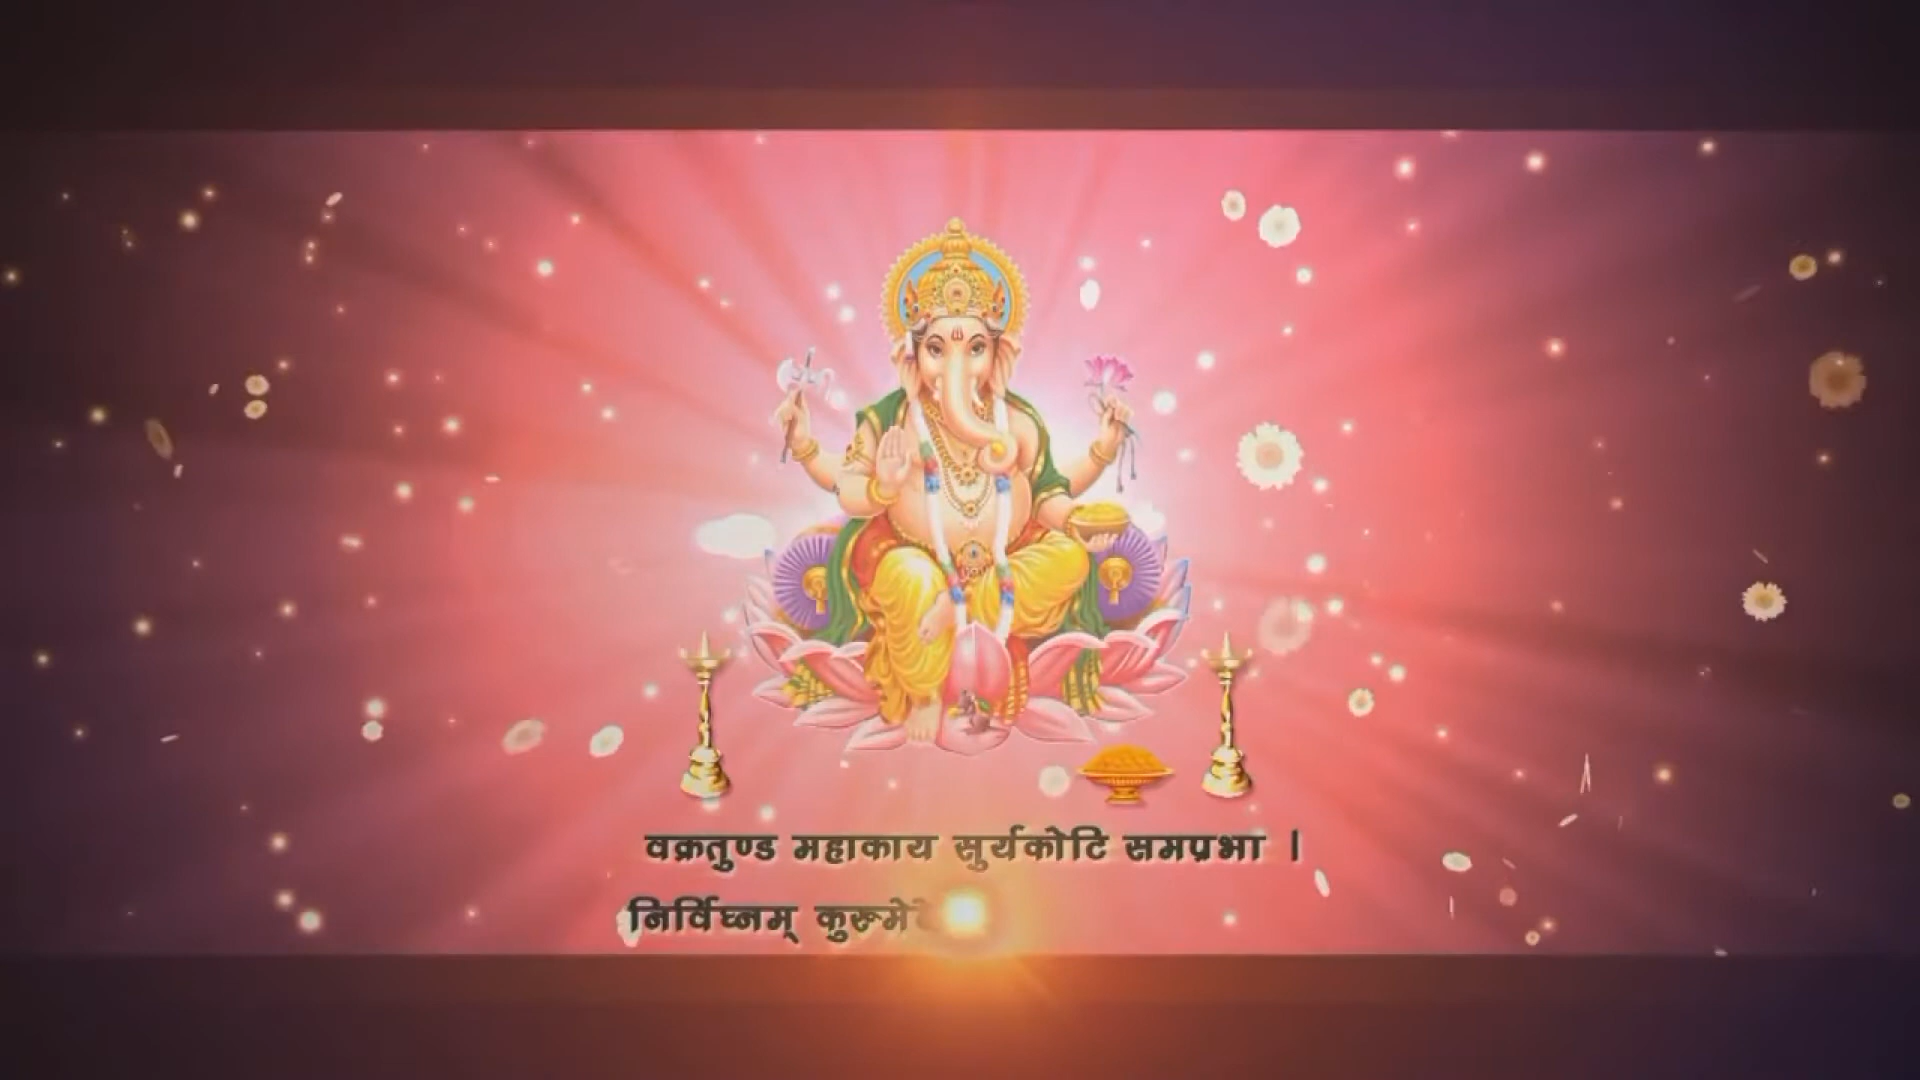 वक्रतुण्ड महाकाय सुर्यकोटि समप्रभा ।
निर्विघ्नम्